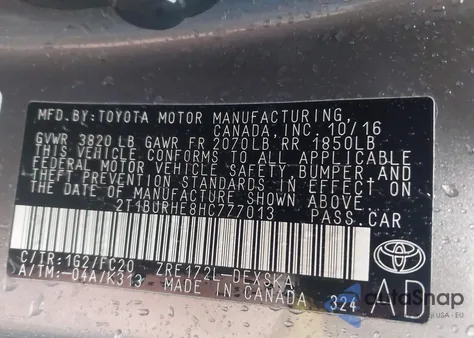 MFD.BY:TOYOTA MOTOR MANUFACTURING,
CANADA, INC. 10/16
GVWR 3820LB GAWR FR 2070LB RR 1850LB
THIS VEHICLE CONFORMS TO ALL APPLICABLE
FEDERAL MOTOR VEHICLE SAFETY, BUMPER, AND
THEFT PREVENTION STANDARDS IN EFFECT ON
THE DATE OF MANUFACTURE SHOWN ABOVE.
2T1BURHE8HC777013 PASS.CAR
C/TR:1G2/FC20 ZRE172L-DEXSKA
A/TM:-04A/K313 MADE IN CANADA 324
AD